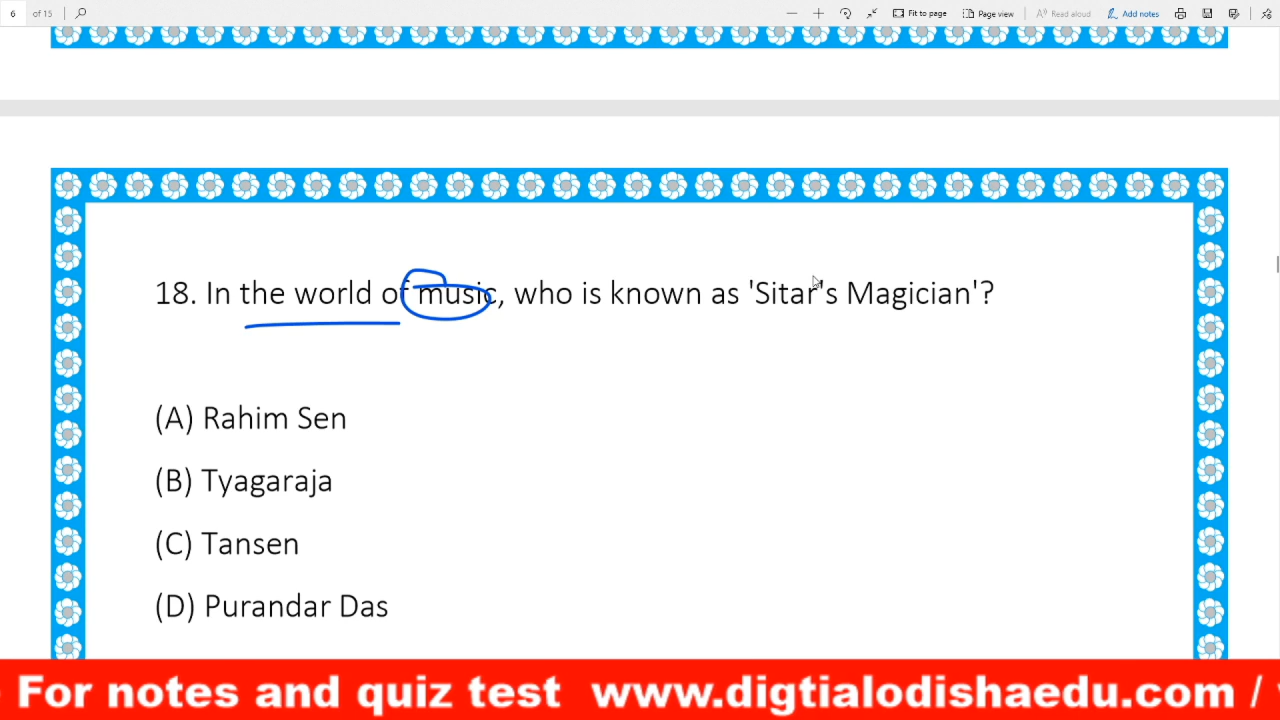 6 of 15 Fit to page Page view Read aloud Add notes
18. In the world of music, who is known as 'Sitar's Magician'?
(A) Rahim Sen
(B) Tyagaraja
(C) Tansen
(D) Purandar Das
For notes and quiz test www.digtialodishaedu.com /